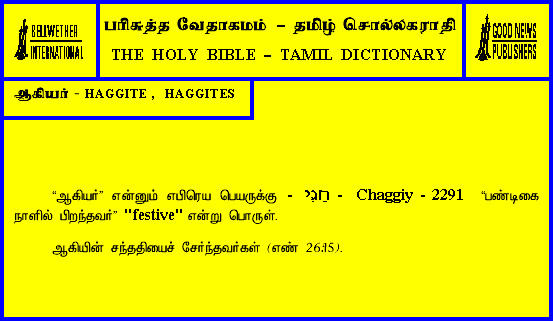 BELLWETHER
INTERNATIONAL
பரிசுத்த வேதாகமம் – தமிழ் சொல்லகராதி
THE HOLY BIBLE – TAMIL DICTIONARY
GOOD NEWS
PUBLISHERS
ஆகியர் - HAGGITE , HAGGITES
“ஆகியர்” என்னும் எபிரெய பெயருக்கு - חגי - Chaggiy - 2291 “பண்டிகை
நாளில் பிறந்தவர்” "festive" என்று பொருள்.
ஆகியின் சந்ததியைச் சேர்ந்தவர்கள் (எண் 26:15).